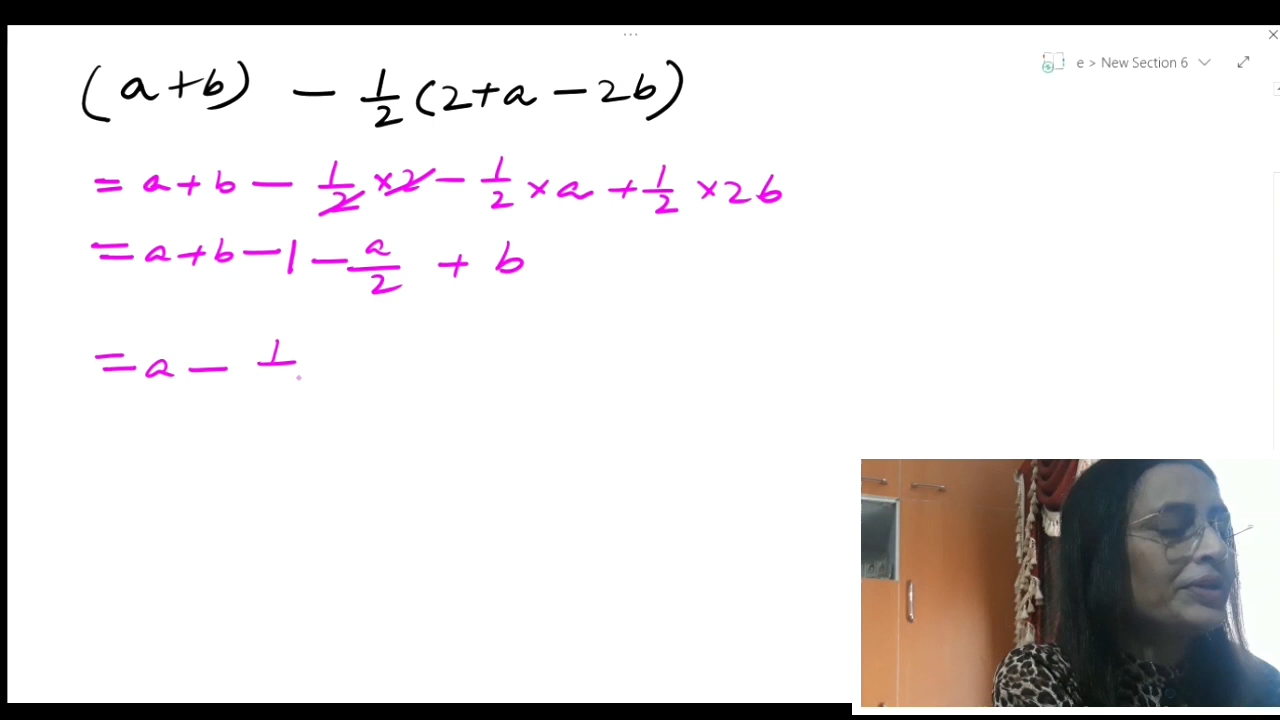 e > New Section 6
(a+b) - 1/2 (2+a-2b)
= a+b - 1/2 ×2 - 1/2 ×a + 1/2 ×2b
= a+b-1- a/2 + b
= a - 1